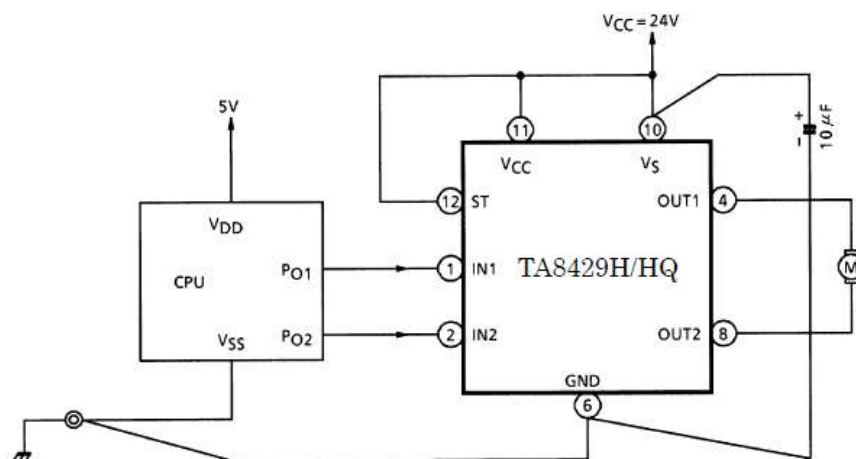 VCC = 24V
5V
11
10
+
-
10 μF
VCC
VS
12
ST
OUT1
4
VDD
CPU
PO1
1
IN1
TA8429H/HQ
M
PO2
2
IN2
OUT2
8
VSS
GND
6